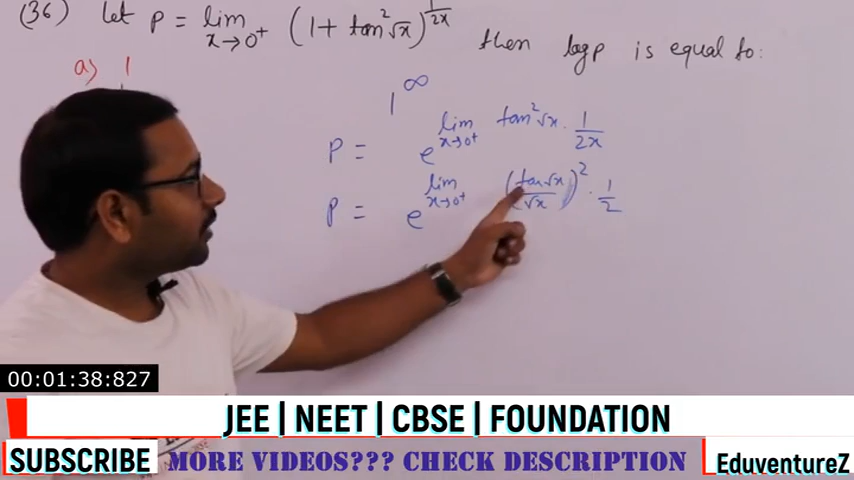 (36) Let P = lim x→0⁺ (1 + tan²√x)^(1/2x) then log p is equal to:
a) 1
1^∞
P = e^(lim x→0⁺ tan²√x · 1/2x)
P = e^(lim x→0⁺ (tan√x/√x)² · 1/2)
00:01:38:827
JEE | NEET | CBSE | FOUNDATION
SUBSCRIBE MORE VIDEOS??? CHECK DESCRIPTION EduventureZ